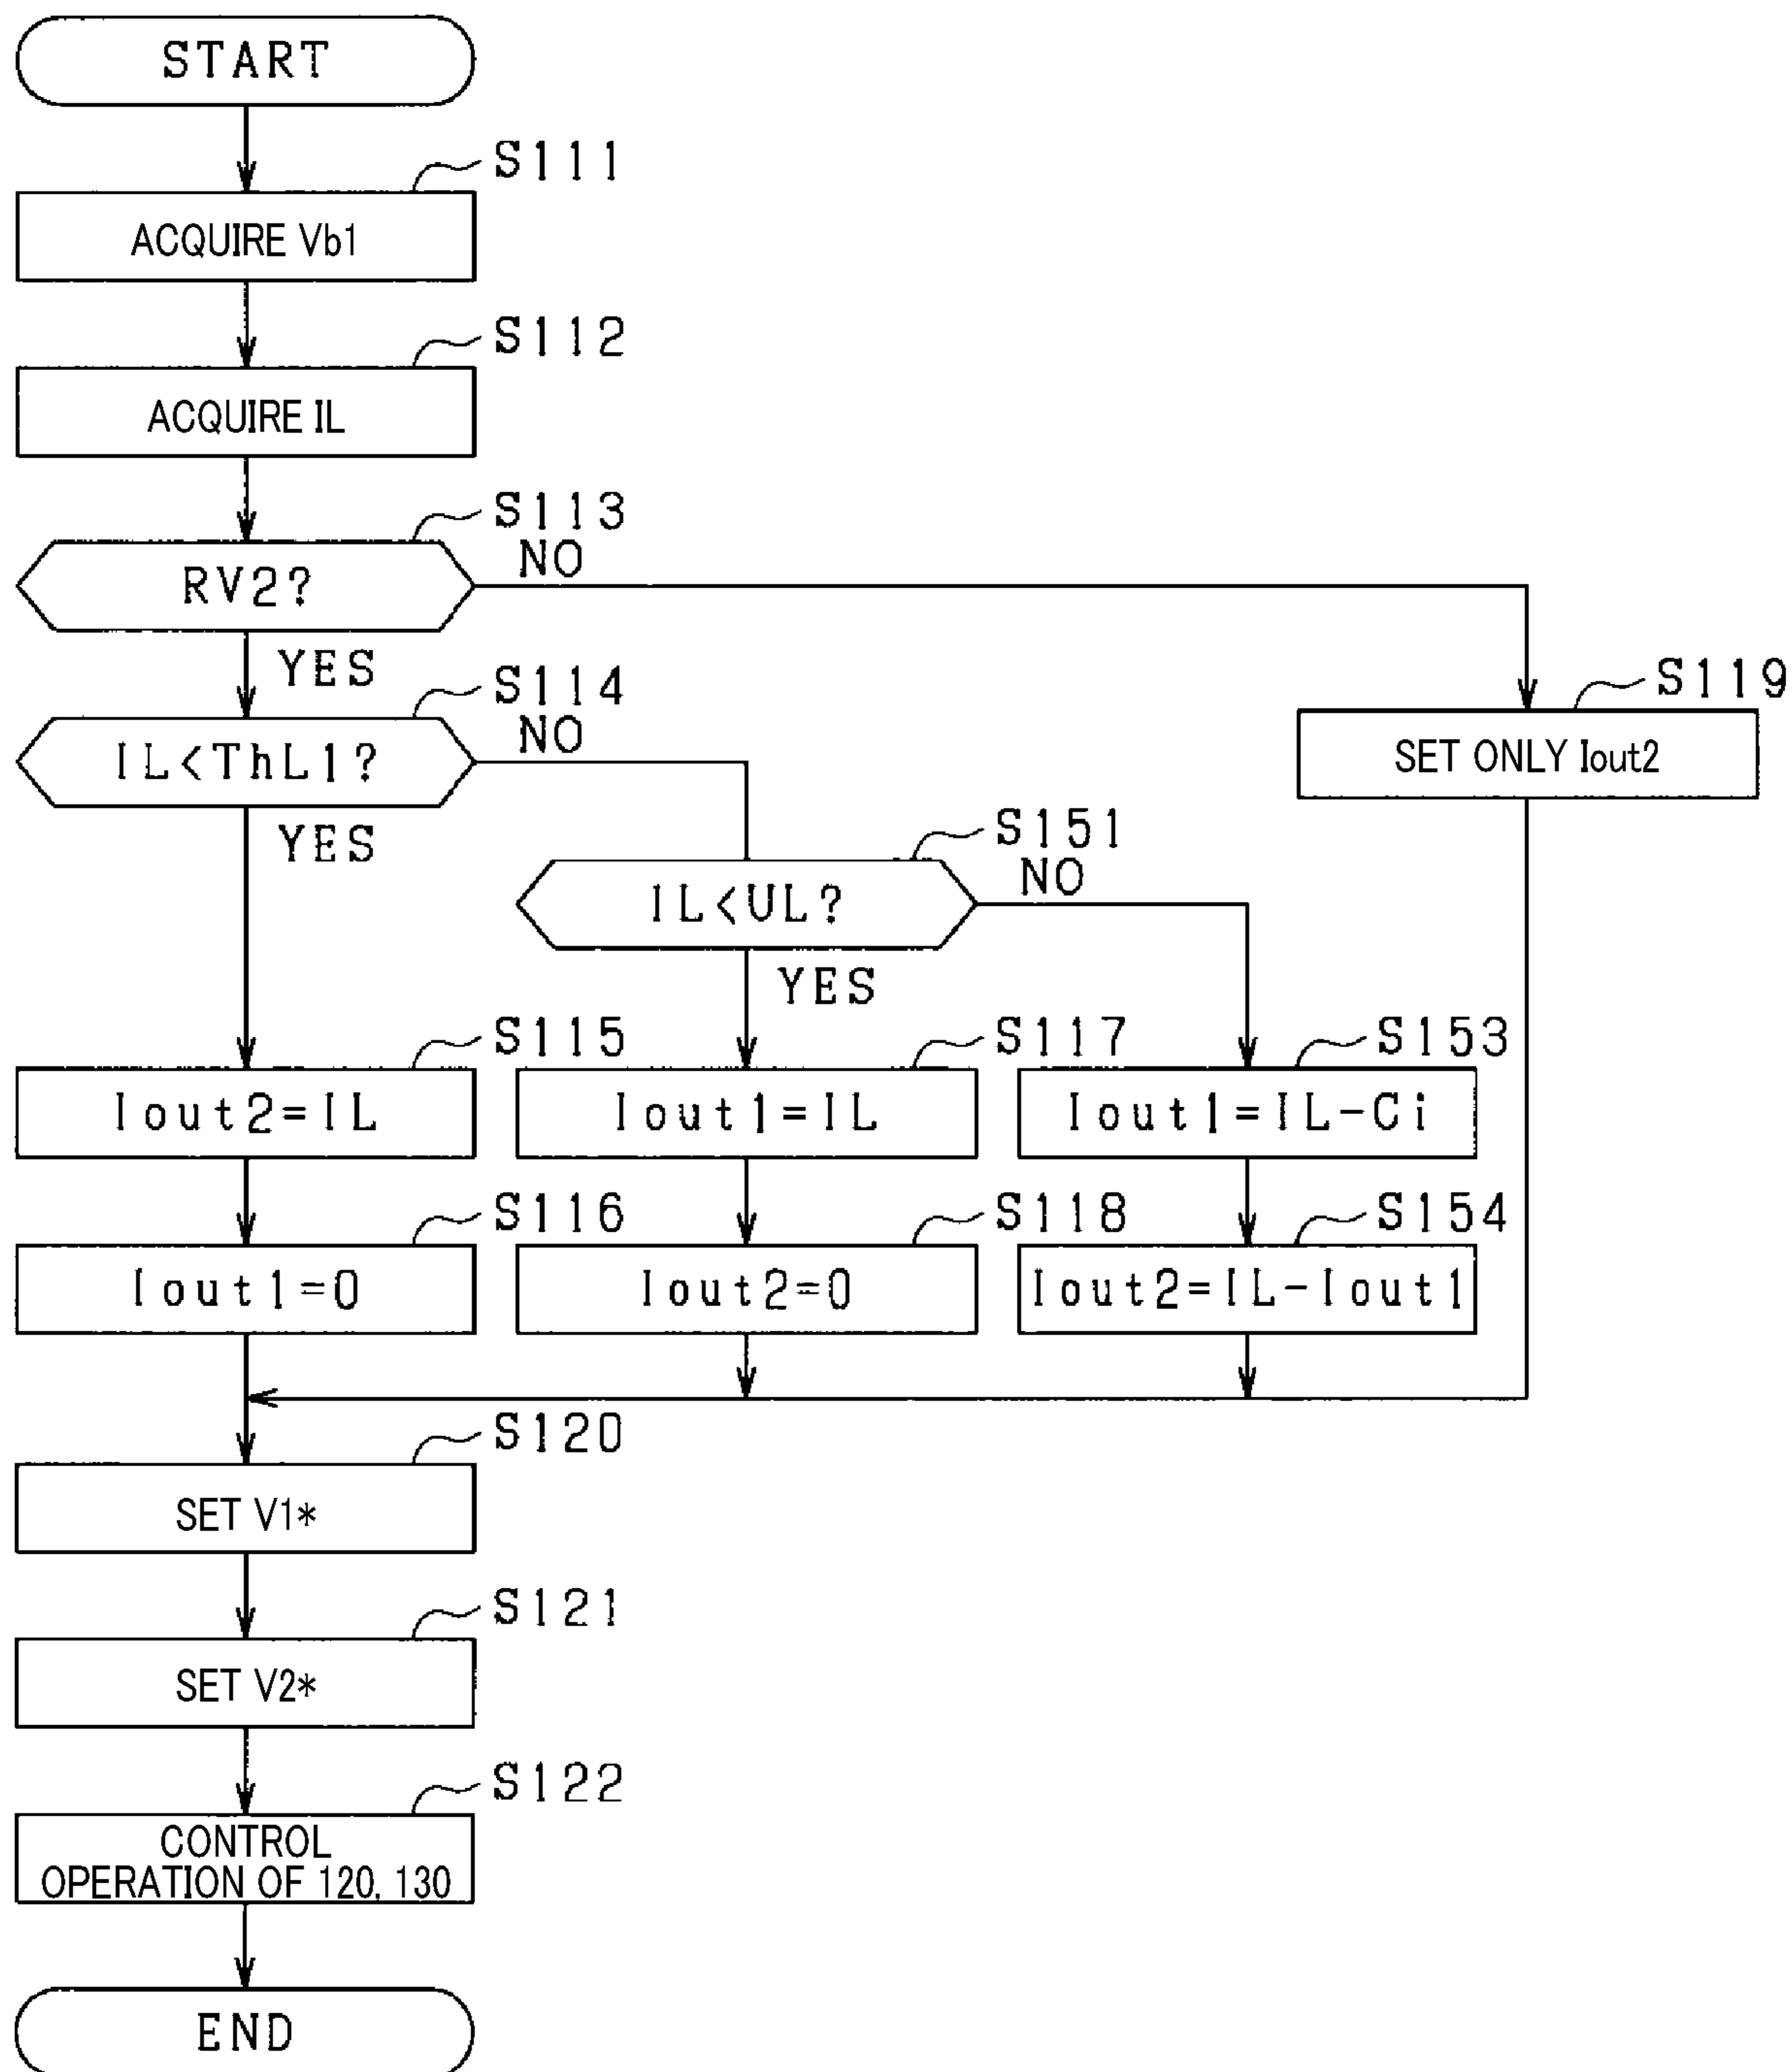 START
S111
ACQUIRE Vb1
S112
ACQUIRE IL
S113
RV2?
NO
YES
S114
IL<ThL1?
NO
YES
S119
SET ONLY Iout2
S151
IL<UL?
NO
YES
S115
Iout2=IL
S117
Iout1=IL
S153
Iout1=IL-Ci
S116
Iout1=0
S118
Iout2=0
S154
Iout2=IL-Iout1
S120
SET V1*
S121
SET V2*
S122
CONTROL
OPERATION OF 120, 130
END